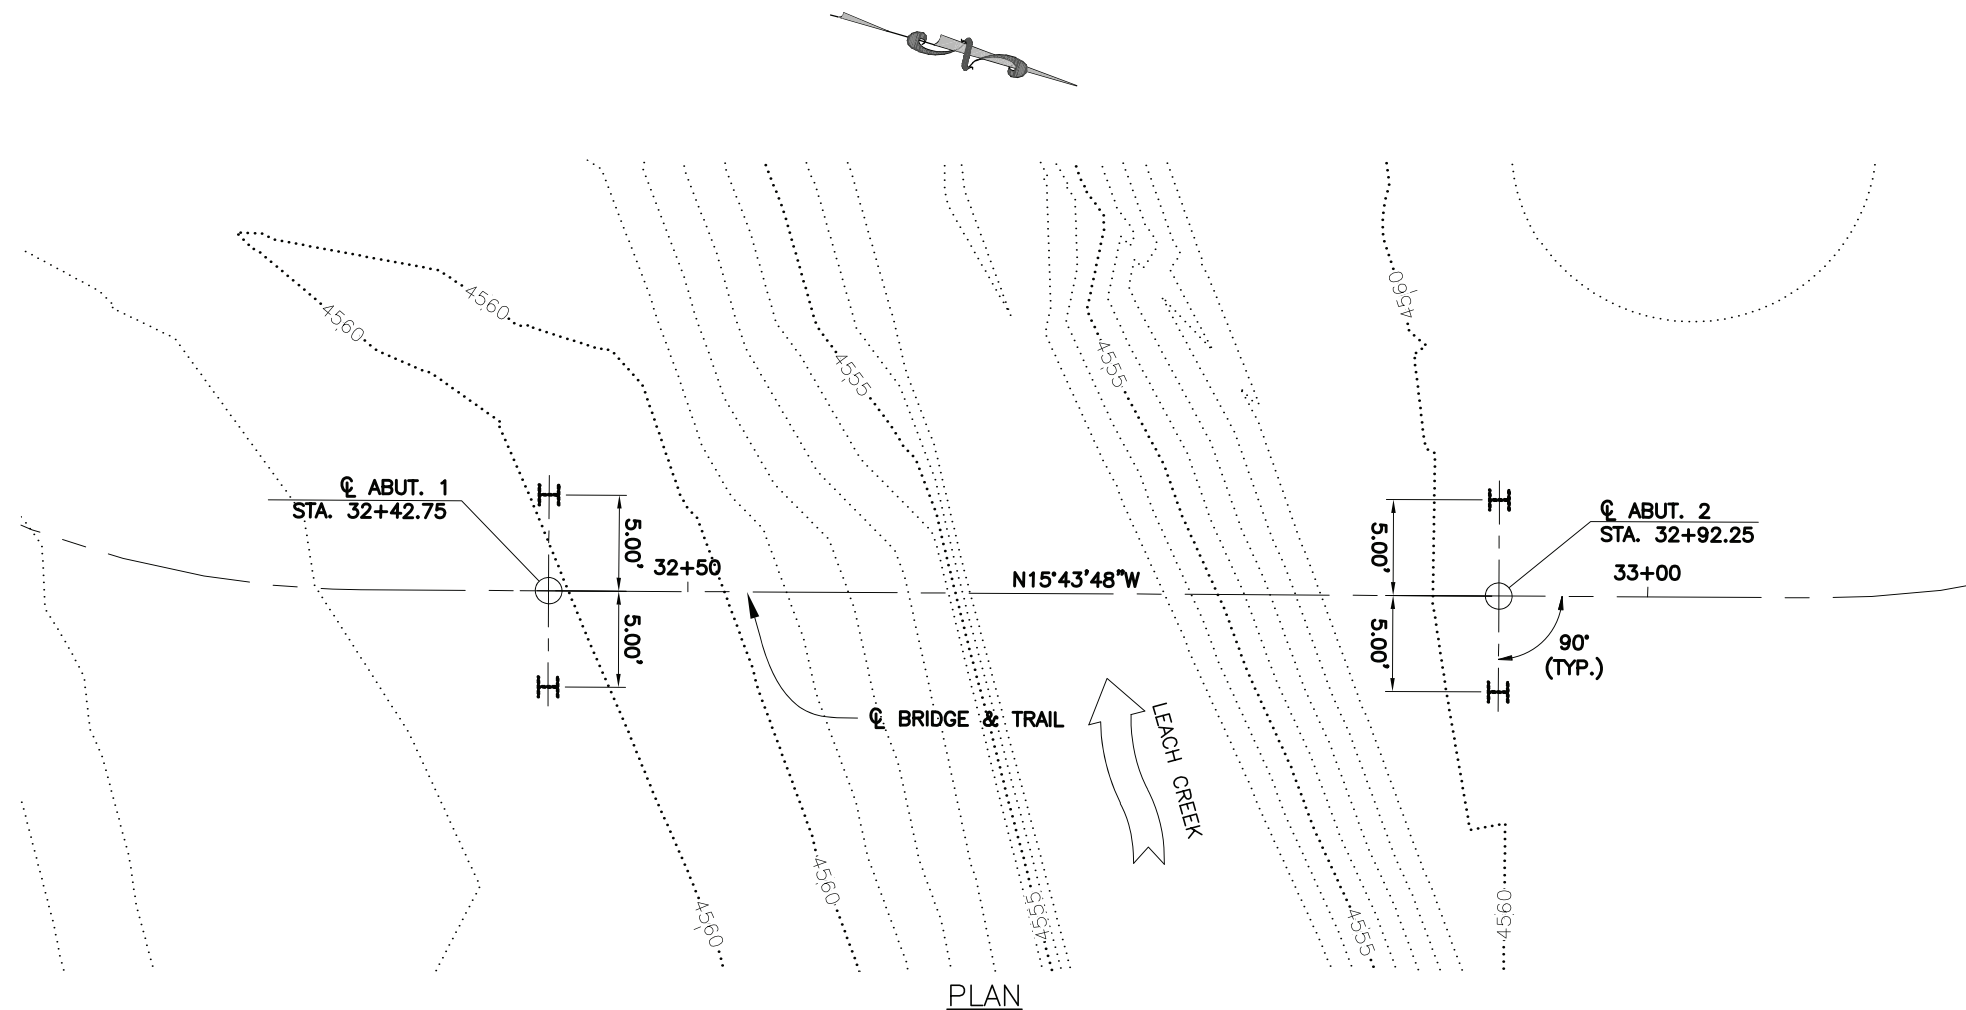 N
4560
4560
4560
4555
4555
℄ ABUT. 1
STA. 32+42.75
℄ ABUT. 2
STA. 32+92.25
5.00'
5.00'
32+50
N15°43'48"W
33+00
5.00'
5.00'
90°
(TYP.)
℄ BRIDGE & TRAIL
LEACH CREEK
4560
4560
4555
4555
4560
PLAN